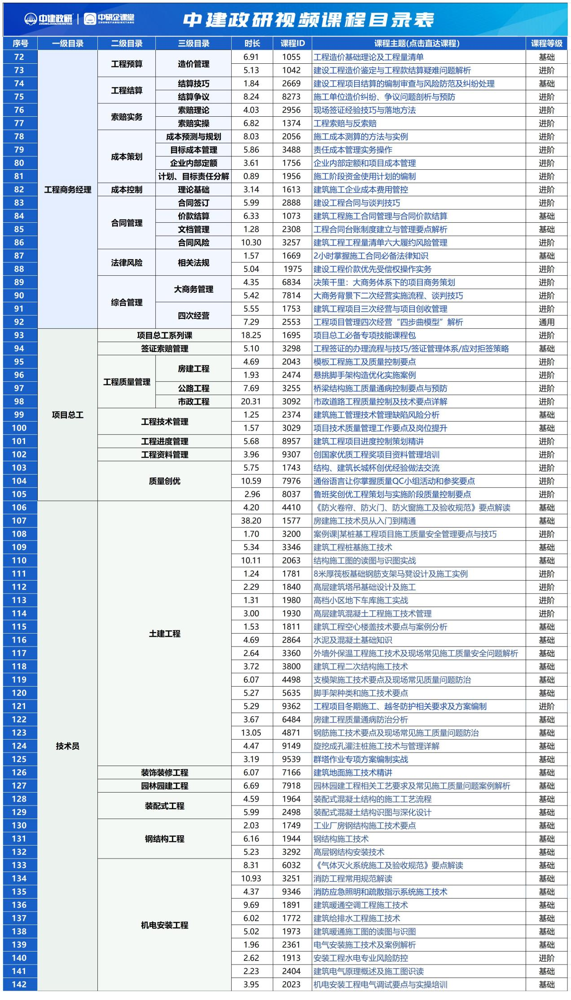 中建政研 ZHONGJIANZHENGYAN | 中研企课堂 ZHONGYANQIKETANG 中建政研视频课程目录表
序号 一级目录 二级目录 三级目录 时长 课程ID 课程主题(点击直达课程) 课程等级
72 工程商务经理 工程预算 造价管理 6.91 1055 工程造价基础理论及工程量清单 基础
73 5.13 1042 建设工程造价鉴定与工程款结算疑难问题解析 进阶
74 工程结算 结算技巧 1.84 2669 建设工程项目结算的编制审查与风险防范及纠纷处理 基础
75 结算争议 8.24 8273 施工单位造价纠纷、争议问题剖析与预防 进阶
76 索赔实务 索赔理论 4.03 2956 现场签证经验技巧与落地方法 进阶
77 索赔实操 6.82 1374 工程索赔与反索赔 进阶
78 成本策划 成本预测与规划 8.03 2056 施工成本测算的方法与实例 进阶
79 目标成本管理 5.86 3488 责任成本管理实务操作 进阶
80 企业内部定额 3.61 1756 企业内部定额和项目成本管理 进阶
81 计划、目标责任分解 0.89 1956 施工阶段资金使用计划的编制 进阶
82 成本控制 理论基础 3.14 1613 建筑施工企业成本费用管控 进阶
83 合同管理 合同签订 5.99 2888 建设工程合同与谈判技巧 进阶
84 价款结算 6.33 1073 建筑工程施工合同管理与合同价款结算 基础
85 文档管理 1.28 2308 工程合同台账制度建立与管理要点解析 基础
86 合同风险 10.30 3257 建筑工程工程量清单六大履约风险管理 进阶
87 法律风险 相关法规 1.57 1669 2小时掌握施工合同必备法律知识 基础
88 5.04 1975 建设工程价款优先受偿权操作实务 进阶
89 综合管理 大商务管理 4.35 6834 决策千里：大商务体系下的项目商务策划 进阶
90 5.42 7814 大商务背景下二次经营实施流程、谈判技巧 进阶
91 四次经营 5.55 1753 建筑工程项目三次经营与项目创收管理 进阶
92 7.29 2553 工程项目管理四次经营“四步曲模型”解析 通用
93 项目总工 项目总工系列课 18.25 1695 项目总工必备专项技能课程包 进阶
94 签证索赔管理 5.10 3298 工程签证的办理流程与技巧/签证管理体系/应对拒签策略 基础
95 工程质量管理 房建工程 4.69 2043 模板工程施工及质量控制要点 进阶
96 1.93 2474 悬挑脚手架构造优化实施案例 进阶
97 公路工程 7.69 3255 桥梁结构施工质量通病控制要点与预防 进阶
98 市政工程 20.31 3092 市政道路工程质量控制及技术要点详解 进阶
99 工程技术管理 1.25 2374 建筑施工管理技术管理缺陷风险分析 基础
100 1.57 3029 项目技术质量管理工作要点及岗位提升 基础
101 工程进度管理 5.68 8957 建筑工程项目进度控制策划精讲 进阶
102 工程资料管理 3.96 9307 创国家优质工程奖项目资料管理培训 进阶
103 质量创优 5.75 1743 结构、建筑长城杯创优经验做法交流 进阶
104 10.59 7976 通俗语言让你掌握质量QC小组活动和参奖要点 进阶
105 2.96 8037 鲁班奖创优工程策划与实施阶段质量控制要点 进阶
106 技术员 土建工程 4.20 4410 《防火卷帘、防火门、防火窗施工及验收规范》要点解读 基础
107 38.20 1577 房建施工技术员从入门到精通 基础
108 1.70 3200 案例课|某桩基工程项目施工质量安全管理要点与技巧 进阶
109 5.34 3346 建筑工程桩基施工技术 基础
110 10.11 2063 结构施工图的读图与识图实战 基础
111 1.24 1781 8米厚筏板基础钢筋支架马凳设计及施工实例 进阶
112 2.29 1840 高层建筑塔吊基础设计及施工 进阶
113 1.31 1980 高档小区地下车库施工实战 进阶
114 3.00 1930 高层建筑混凝土工程施工技术管理 进阶
115 1.53 1811 建筑工程空心楼盖技术要点与案例分析 基础
116 4.69 2864 水泥及混凝土基础知识 基础
117 2.64 3360 外墙外保温工程施工技术及现场常见施工质量安全问题解析 基础
118 3.72 3800 建筑工程二次结构施工技术 基础
119 6.07 4498 支模架施工技术要点及现场常见质量问题防治 基础
120 5.27 5635 脚手架种类和施工技术要点 基础
121 5.29 9362 工程项目冬期施工、越冬防护相关要求及方案编制 进阶
122 3.67 6484 房建工程质量通病防治分析 基础
123 13.05 4871 钢筋施工技术要点及现场常见施工质量问题防治 基础
124 4.47 9149 旋挖成孔灌注桩施工技术与管理详解 基础
125 3.19 9539 群塔作业专项方案编制实战 基础
126 装饰装修工程 6.07 7166 建筑地面施工技术精讲 基础
127 园林园建工程 6.69 7918 园林园建工程相关工艺要求及常见施工质量问题案例解析 基础
128 装配式工程 4.59 1964 装配式混凝土结构的施工工艺流程 基础
129 5.99 2498 装配式混凝土结构识图与深化设计 基础
130 钢结构工程 2.03 1749 工业厂房钢结构施工技术要点 基础
131 6.16 1944 钢结构施工技术 基础
132 5.23 3292 高层钢结构安装技术 基础
133 机电安装工程 8.31 6032 《气体灭火系统施工及验收规范》要点解读 基础
134 10.93 3251 消防工程常用规范解读 基础
135 4.37 9346 消防应急照明和疏散指示系统施工技术 基础
136 9.69 1891 建筑暖通空调工程施工技术 基础
137 6.02 1772 建筑给排水工程施工技术 基础
138 5.02 1973 建筑暖通施工图的读图与识图 基础
139 1.96 2361 电气安装施工技术及案例解析 基础
140 2.62 1913 安装工程水电专业风险防控 进阶
141 2.23 2404 建筑电气原理概述及施工图识读 基础
142 3.95 2023 机电安装工程电气调试要点与实操培训 基础